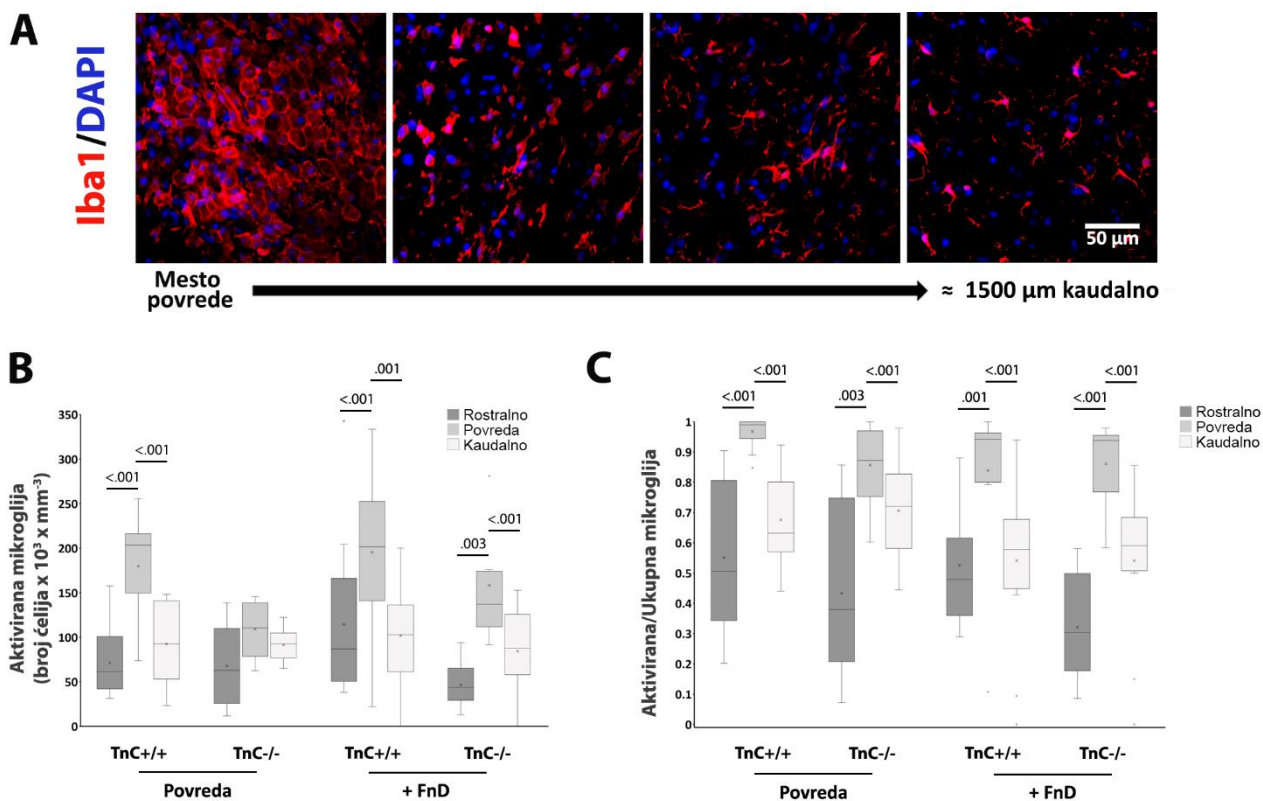 A
Iba1/DAPI
50 µm
Mesto
povrede
≈ 1500 µm kaudalno
B
Aktivirana mikroglija
(broj ćelija x 10³ x mm⁻³)
350
300
250
200
150
100
50
0
<.001
<.001
<.001
.001
.003
<.001
Rostralno
Povreda
Kaudalno
TnC+/+
TnC-/-
TnC+/+
TnC-/-
Povreda
+ FnD
C
Aktivirana/Ukupna mikroglija
1
0.9
0.8
0.7
0.6
0.5
0.4
0.3
0.2
0.1
0
<.001
<.001
.003
<.001
.001
<.001
<.001
<.001
Rostralno
Povreda
Kaudalno
TnC+/+
TnC-/-
TnC+/+
TnC-/-
Povreda
+ FnD